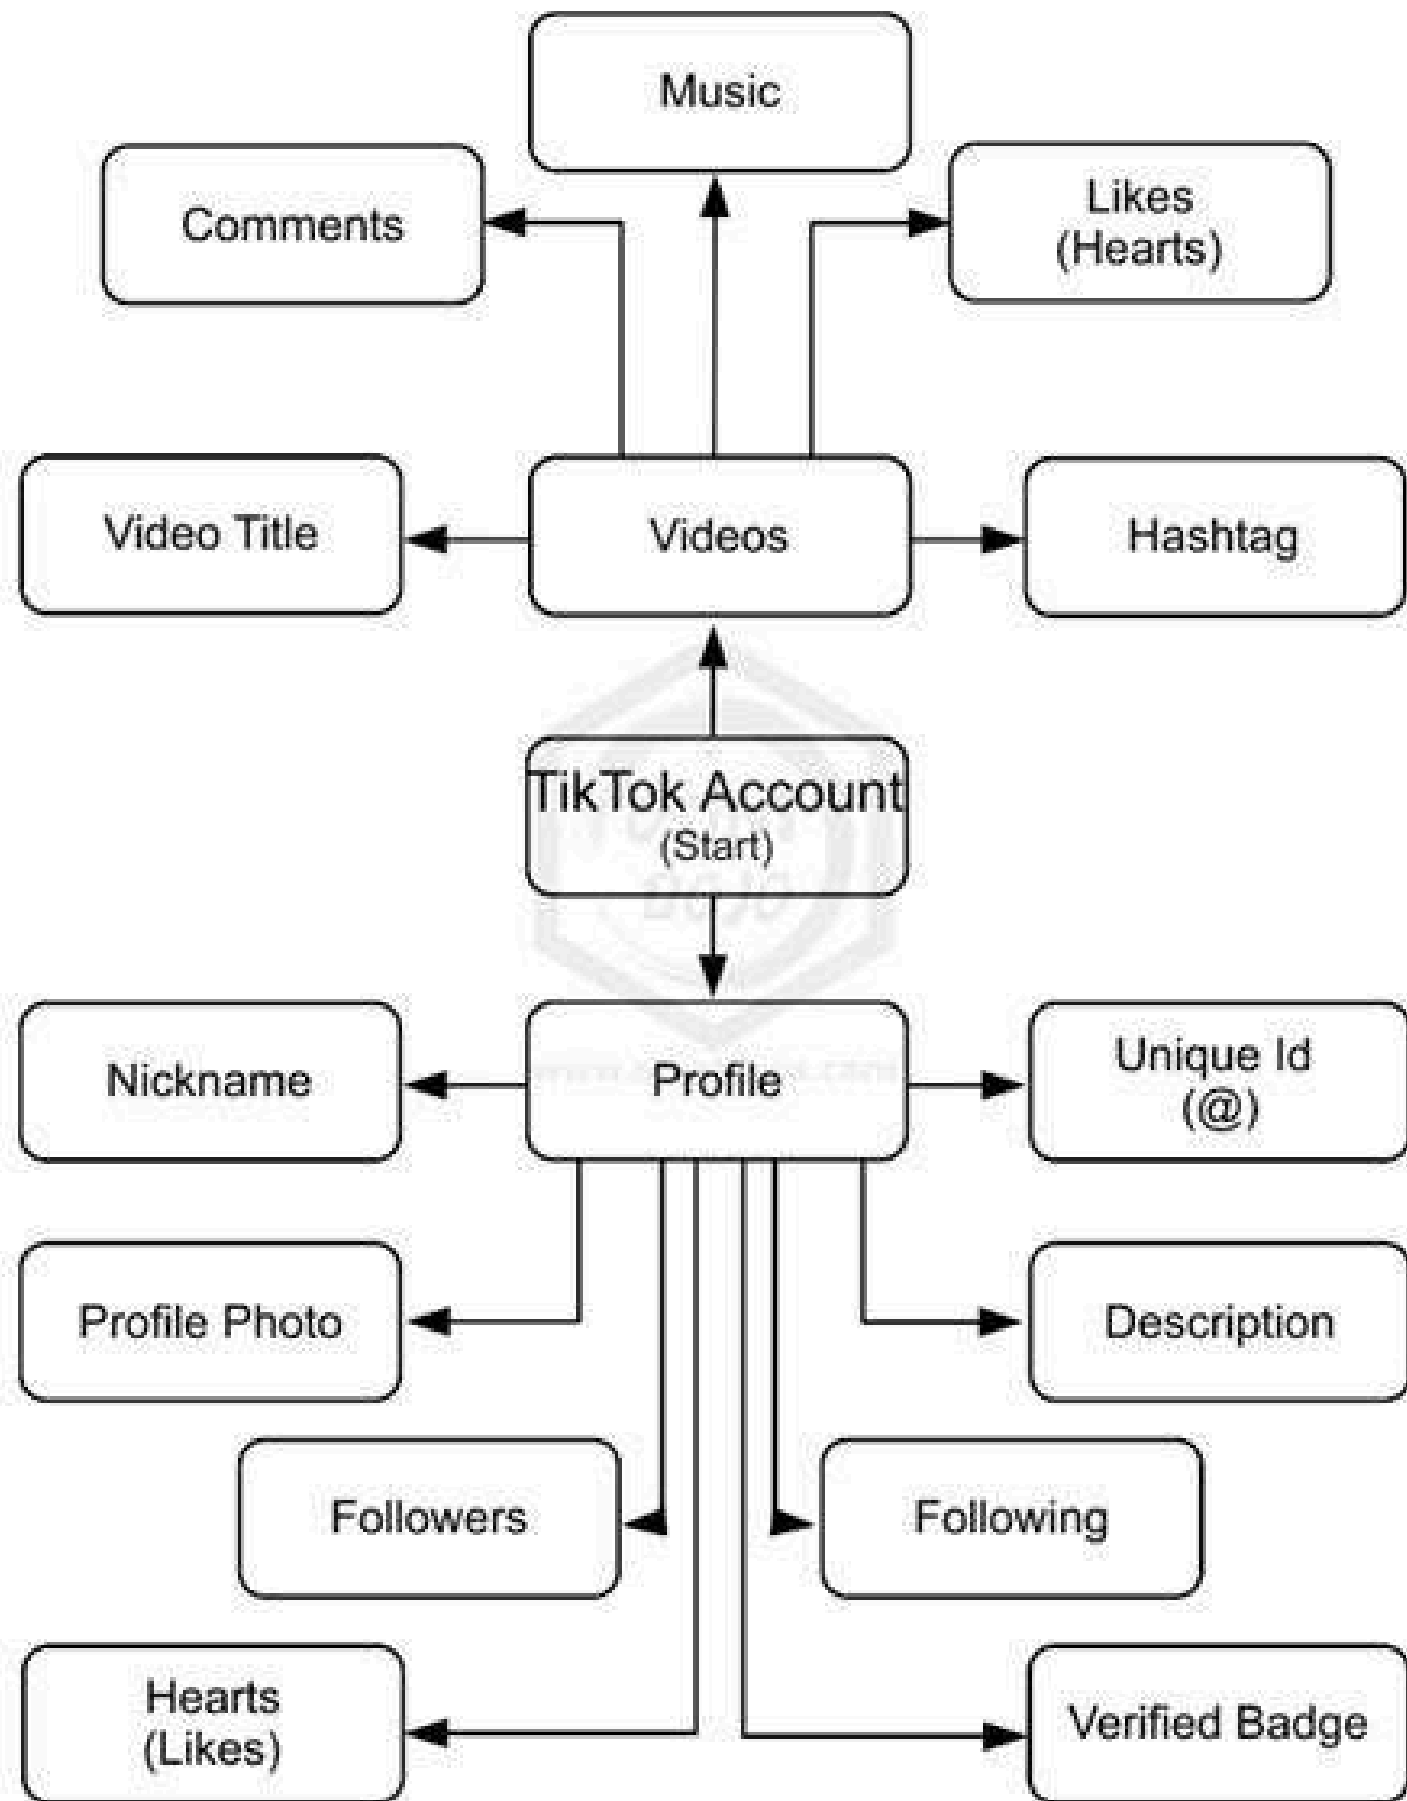 Music
Comments
Likes
(Hearts)
Video Title
Videos
Hashtag
TikTok Account
(Start)
Nickname
Profile
Unique Id
(@)
Profile Photo
Description
Followers
Following
Hearts
(Likes)
Verified Badge